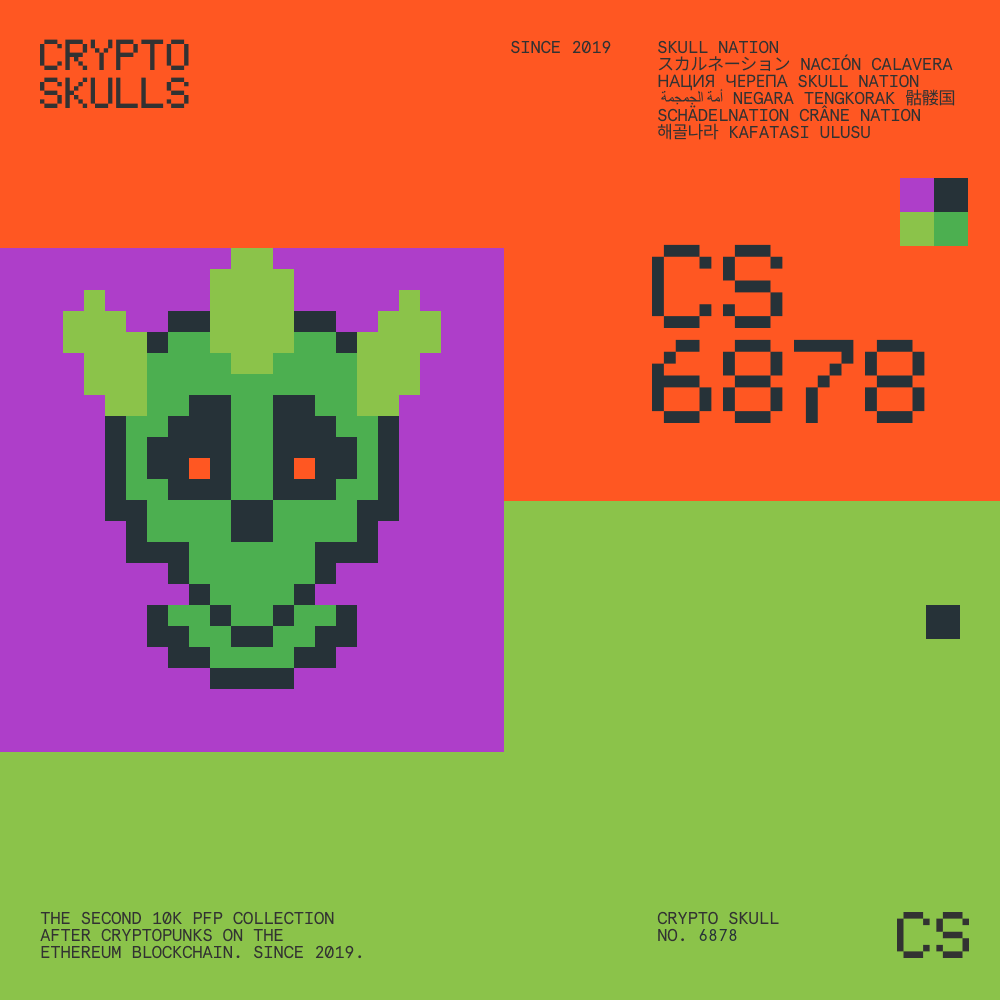 CRYPTO
SKULLS
SINCE 2019
SKULL NATION
スカルネーション NACIÓN CALAVERA
НАЦИЯ ЧЕРЕПА SKULL NATION
أمة الجمجمة NEGARA TENGKORAK 骷髅国
SCHÄDELNATION CRÂNE NATION
해골나라 KAFATASI ULUSU
CS
6878
THE SECOND 10K PFP COLLECTION
AFTER CRYPTOPUNKS ON THE
ETHEREUM BLOCKCHAIN. SINCE 2019.
CRYPTO SKULL
NO. 6878
CS